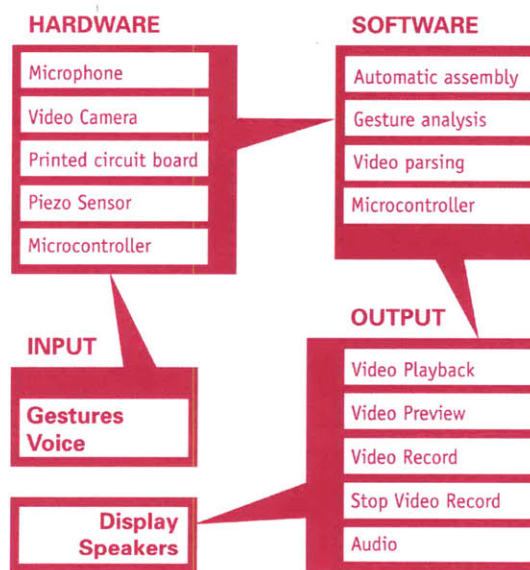 HARDWARE
Microphone
Video Camera
Printed circuit board
Piezo Sensor
Microcontroller
SOFTWARE
Automatic assembly
Gesture analysis
Video parsing
Microcontroller
INPUT
Gestures
Voice
OUTPUT
Video Playback
Video Preview
Video Record
Stop Video Record
Audio
Display
Speakers